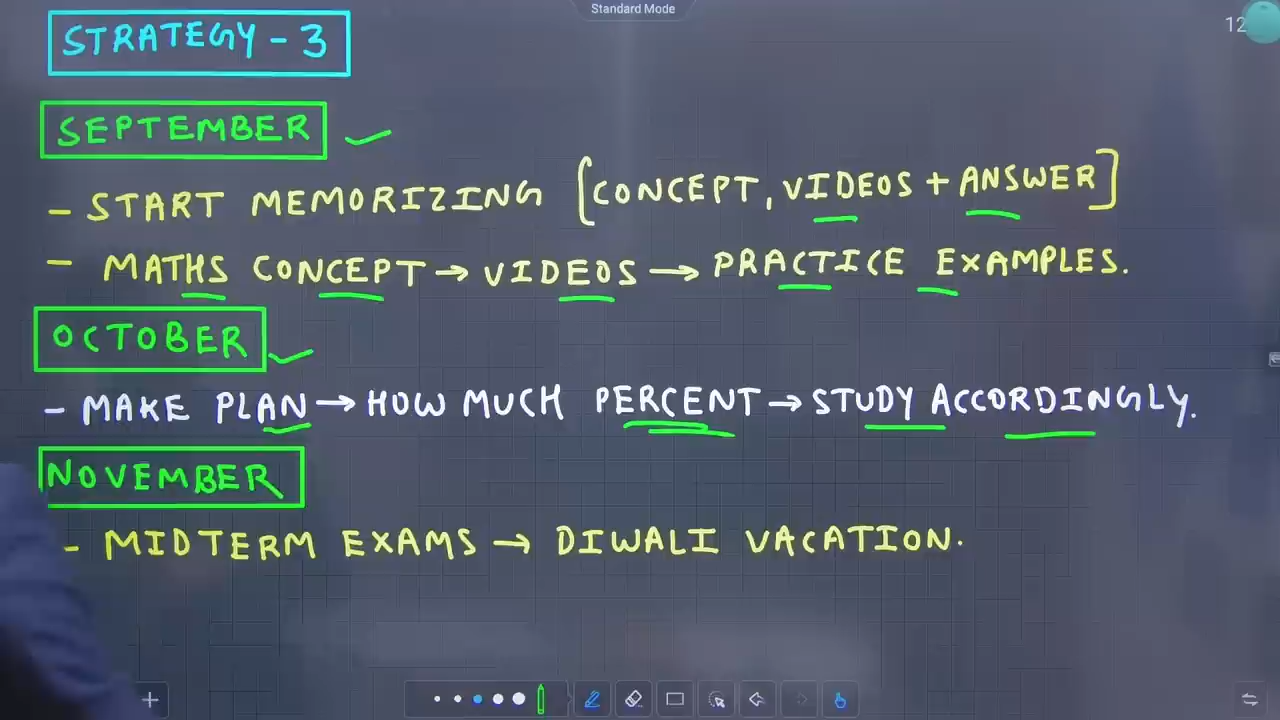 Standard Mode
12
STRATEGY - 3
SEPTEMBER
- START MEMORIZING [CONCEPT, VIDEOS + ANSWER]
- MATHS CONCEPT → VIDEOS → PRACTICE EXAMPLES.
OCTOBER
- MAKE PLAN → HOW MUCH PERCENT → STUDY ACCORDINGLY.
NOVEMBER
- MIDTERM EXAMS → DIWALI VACATION.